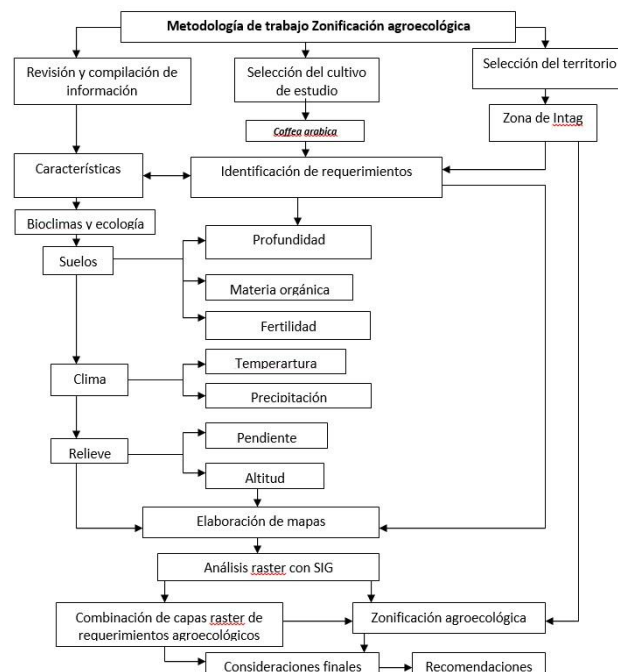 Metodología de trabajo Zonificación agroecológica
Revisión y compilación de
información
Selección del cultivo
de estudio
Selección del territorio
Coffea arabica
Zona de Intag
Características
Identificación de requerimientos
Bioclimas y ecología
Suelos
Profundidad
Materia orgánica
Fertilidad
Clima
Temperartura
Precipitación
Relieve
Pendiente
Altitud
Elaboración de mapas
Análisis raster con SIG
Combinación de capas raster de
requerimientos agroecológicos
Zonificación agroecológica
Consideraciones finales
Recomendaciones